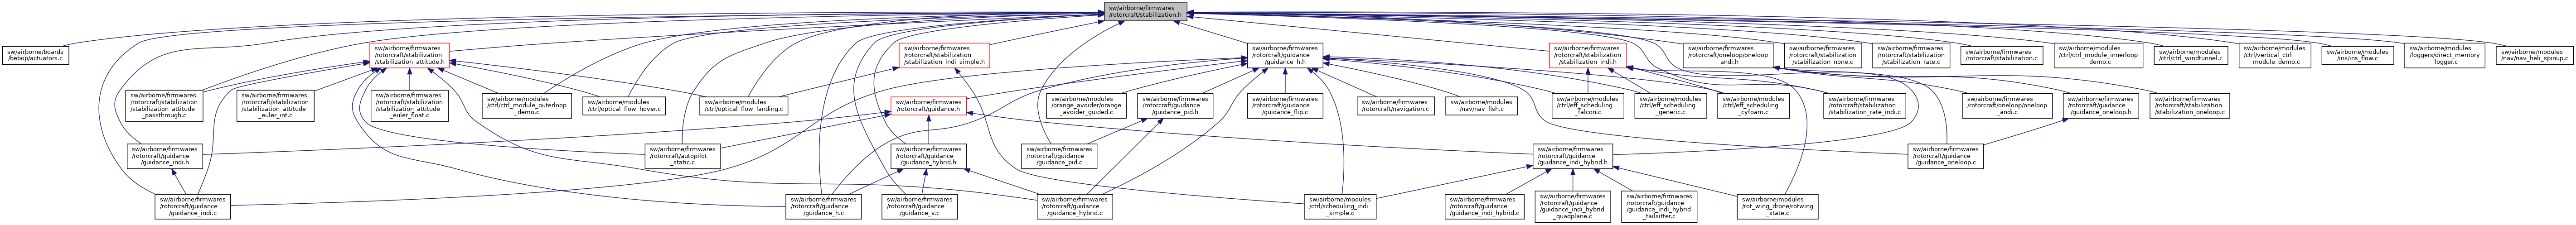 sw/airborne/firmwares
/rotorcraft/stabilization.h
sw/airborne/boards
/bebop/actuators.c
sw/airborne/firmwares
/rotorcraft/stabilization
/stabilization_attitude.h
sw/airborne/firmwares
/rotorcraft/stabilization
/stabilization_indi_simple.h
sw/airborne/firmwares
/rotorcraft/guidance
/guidance_h.h
sw/airborne/firmwares
/rotorcraft/stabilization
/stabilization_indi.h
sw/airborne/firmwares
/rotorcraft/oneloop/oneloop
_andi.h
sw/airborne/firmwares
/rotorcraft/stabilization
/stabilization_none.c
sw/airborne/firmwares
/rotorcraft/stabilization
/stabilization_rate.c
sw/airborne/firmwares
/rotorcraft/stabilization.c
sw/airborne/modules
/ctrl/ctrl_module_innerloop
_demo.c
sw/airborne/modules
/ctrl/ctrl_windtunnel.c
sw/airborne/modules
/ctrl/vertical_ctrl
_module_demo.c
sw/airborne/modules
/ins/ins_flow.c
sw/airborne/modules
/loggers/direct_memory
_logger.c
sw/airborne/modules
/nav/nav_heli_spinup.c
sw/airborne/firmwares
/rotorcraft/stabilization
/stabilization_attitude
_passthrough.c
sw/airborne/firmwares
/rotorcraft/stabilization
/stabilization_attitude
_euler_int.c
sw/airborne/firmwares
/rotorcraft/stabilization
/stabilization_attitude
_euler_float.c
sw/airborne/modules
/ctrl/ctrl_module_outerloop
_demo.c
sw/airborne/modules
/ctrl/optical_flow_hover.c
sw/airborne/modules
/ctrl/optical_flow_landing.c
sw/airborne/firmwares
/rotorcraft/guidance.h
sw/airborne/modules
/orange_avoider/orange
_avoider_guided.c
sw/airborne/firmwares
/rotorcraft/guidance
/guidance_pid.h
sw/airborne/firmwares
/rotorcraft/guidance
/guidance_flip.c
sw/airborne/firmwares
/rotorcraft/navigation.c
sw/airborne/modules
/nav/nav_fish.c
sw/airborne/modules
/ctrl/eff_scheduling
_falcon.c
sw/airborne/modules
/ctrl/eff_scheduling
_generic.c
sw/airborne/modules
/ctrl/eff_scheduling
_cyfoam.c
sw/airborne/firmwares
/rotorcraft/stabilization
/stabilization_rate_indi.c
sw/airborne/firmwares
/rotorcraft/oneloop/oneloop
_andi.c
sw/airborne/firmwares
/rotorcraft/guidance
/guidance_oneloop.h
sw/airborne/firmwares
/rotorcraft/stabilization
/stabilization_oneloop.c
sw/airborne/firmwares
/rotorcraft/guidance
/guidance_indi.h
sw/airborne/firmwares
/rotorcraft/autopilot
_static.c
sw/airborne/firmwares
/rotorcraft/guidance
/guidance_hybrid.h
sw/airborne/firmwares
/rotorcraft/guidance
/guidance_pid.c
sw/airborne/firmwares
/rotorcraft/guidance
/guidance_indi_hybrid.h
sw/airborne/firmwares
/rotorcraft/guidance
/guidance_oneloop.c
sw/airborne/firmwares
/rotorcraft/guidance
/guidance_indi.c
sw/airborne/firmwares
/rotorcraft/guidance
/guidance_h.c
sw/airborne/firmwares
/rotorcraft/guidance
/guidance_v.c
sw/airborne/firmwares
/rotorcraft/guidance
/guidance_hybrid.c
sw/airborne/modules
/ctrl/scheduling_indi
_simple.c
sw/airborne/firmwares
/rotorcraft/guidance
/guidance_indi_hybrid.c
sw/airborne/firmwares
/rotorcraft/guidance
/guidance_indi_hybrid
_quadplane.c
sw/airborne/firmwares
/rotorcraft/guidance
/guidance_indi_hybrid
_tailsitter.c
sw/airborne/modules
/rot_wing_drone/rotwing
_state.c